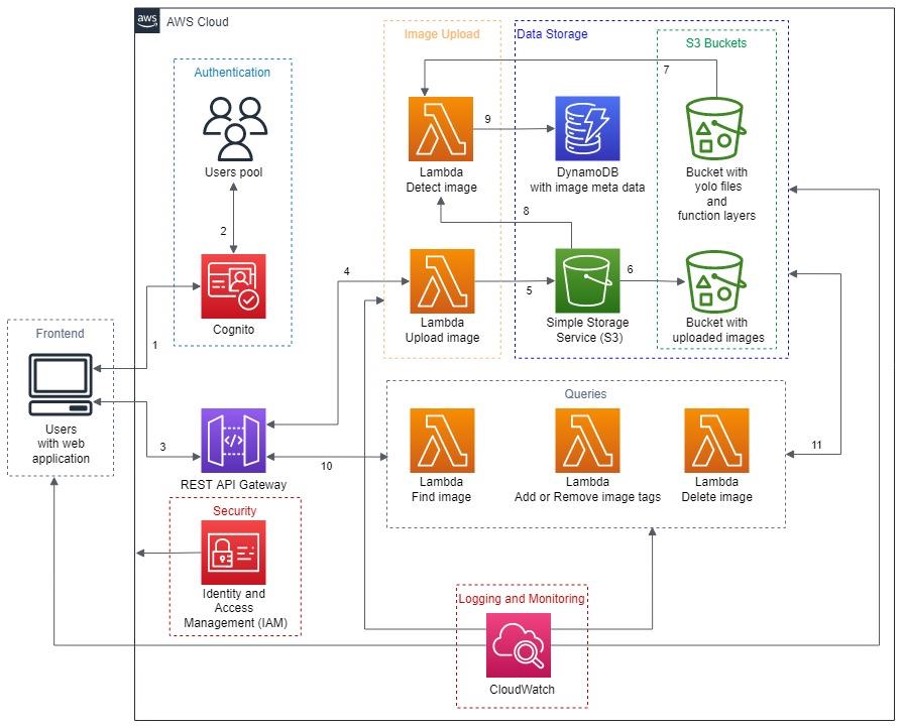 aws
AWS Cloud
Image Upload
Data Storage
S3 Buckets
Authentication
Users pool
2
Cognito
Lambda
Detect image
9
DynamoDB
with image meta data
7
Bucket with
yolo files
and
function layers
8
4
Lambda
Upload image
5
Simple Storage
Service (S3)
6
Bucket with
uploaded images
Frontend
Users
with web
application
1
3
REST API Gateway
10
Queries
Lambda
Find image
Lambda
Add or Remove image tags
Lambda
Delete image
11
Security
Identity and
Access
Management (IAM)
Logging and Monitoring
CloudWatch